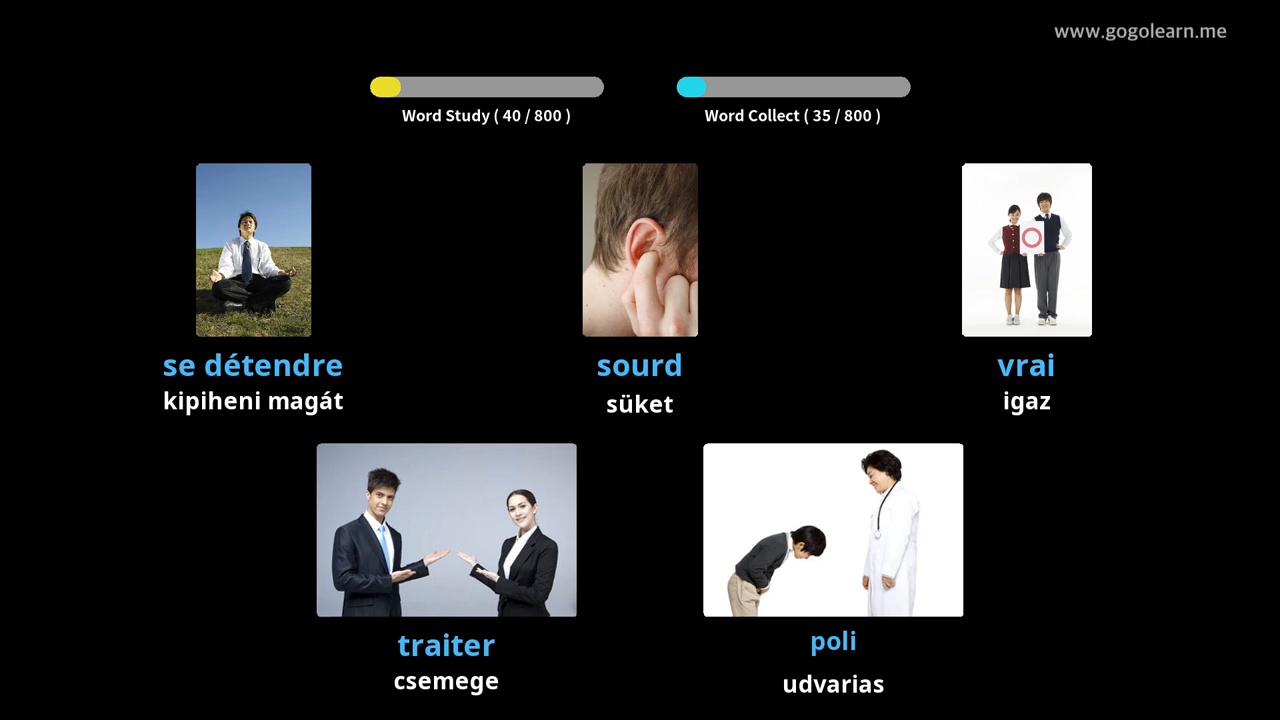 www.gogolearn.me
Word Study ( 40 / 800 )
Word Collect ( 35 / 800 )
se détendre
kipiheni magát
sourd
süket
vrai
igaz
traiter
csemege
poli
udvarias